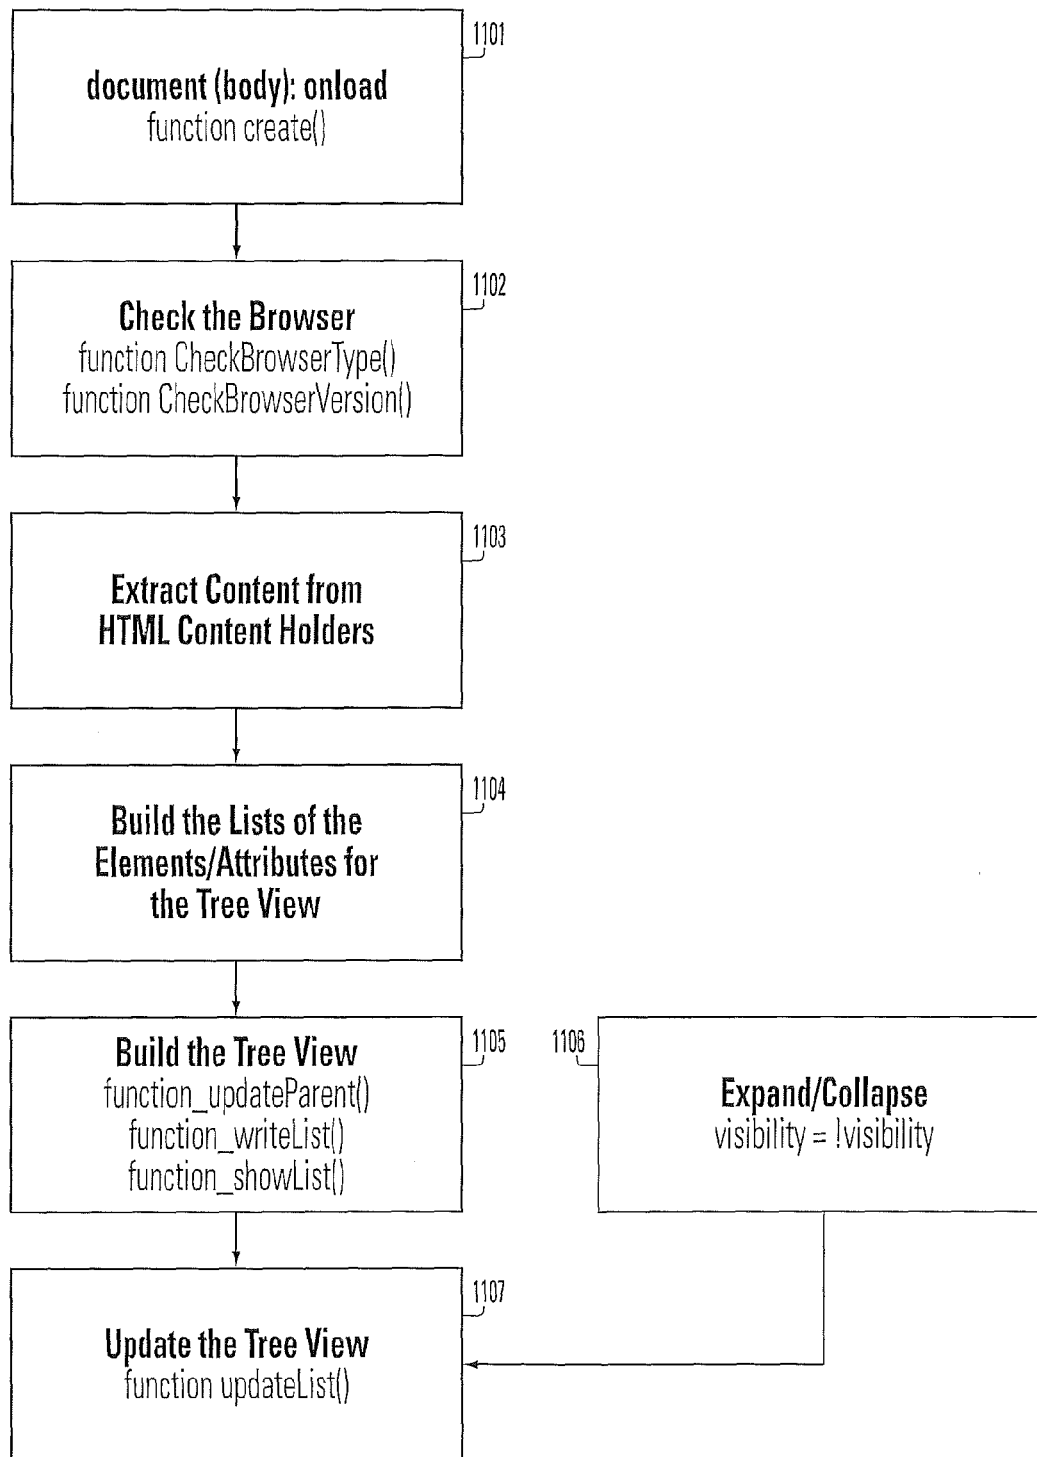 1101
document (body): onload
function create()
1102
Check the Browser
function CheckBrowserType()
function CheckBrowserVersion()
1103
Extract Content from
HTML Content Holders
1104
Build the Lists of the
Elements/Attributes for
the Tree View
1105
Build the Tree View
function_updateParent()
function_writeList()
function_showList()
1106
Expand/Collapse
visibility = !visibility
1107
Update the Tree View
function updateList()